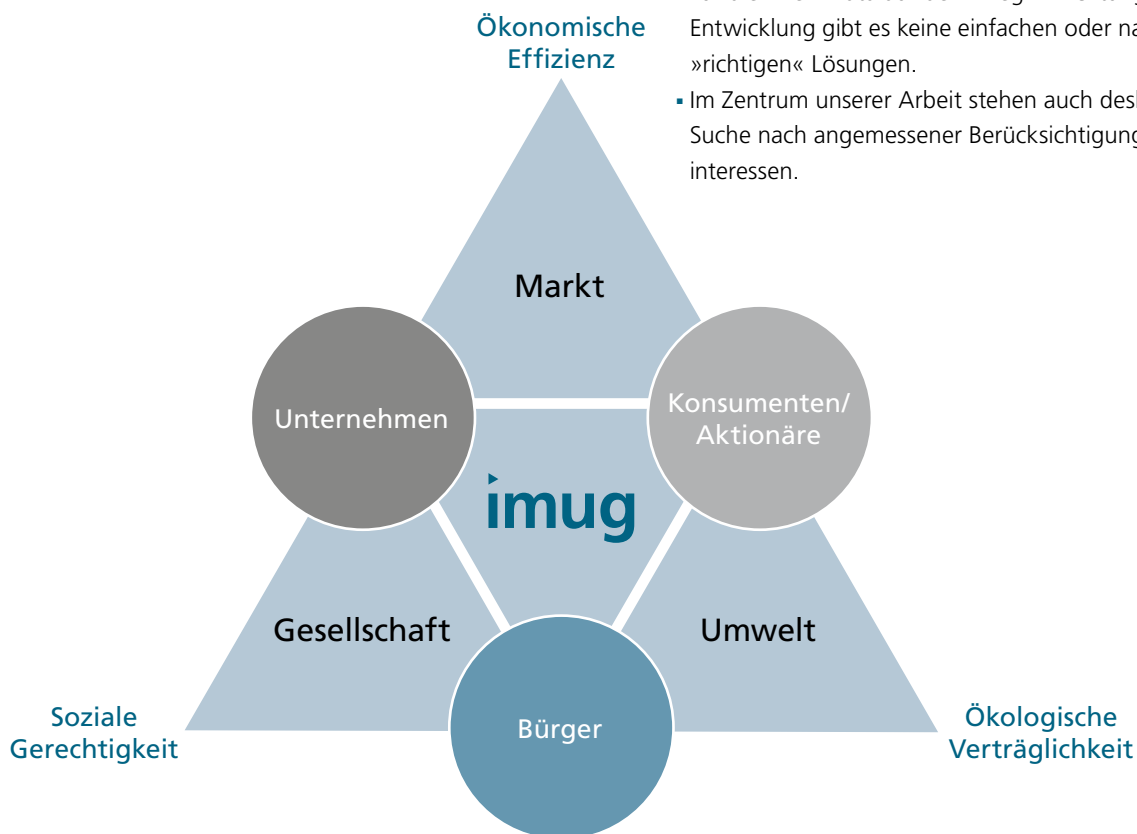 Entwicklung gibt es keine einfachen oder
»richtigen« Lösungen.
▪ Im Zentrum unserer Arbeit stehen auch
Suche nach angemessener Berücksichtigung
interessen.
Ökonomische
Effizienz
Markt
Unternehmen
Konsumenten/
Aktionäre
imug
Gesellschaft
Umwelt
Bürger
Soziale
Gerechtigkeit
Ökologische
Verträglichkeit